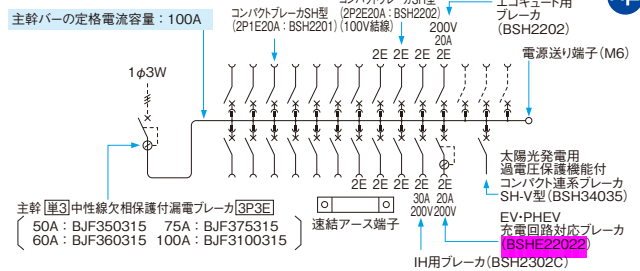 主幹バーの定格電流容量：100A
コンパクトブレーカSH型
(2P1E20A：BSH2201)
(2P2E20A：BSH2202)
(100V結線)
エコキュート用
ブレーカ
(BSH2202)
200V
20A
2E 2E 2E
電源送り端子(M6)
1φ3W
2E 2E 2E 2E
30A 20A
200V 200V
太陽光発電用
過電圧保護機能付
コンパクト連系ブレーカ
SH-V型(BSH34035)
主幹 単3 中性線欠相保護付漏電ブレーカ 3P3E
50A：BJF350315 75A：BJF375315
60A：BJF360315 100A：BJF3100315
速結アース端子
EV・PHEV
充電回路対応ブレーカ
(BSHE22022)
IH用ブレーカ(BSH2302C)